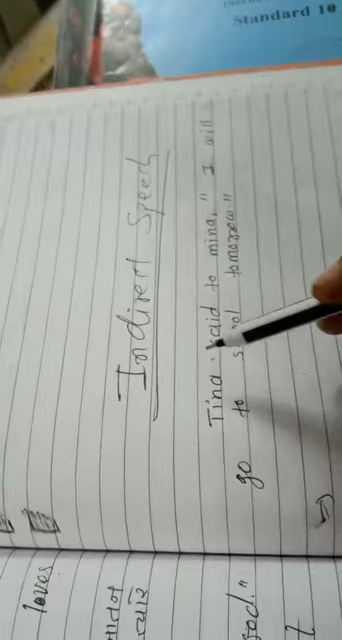 Standard 10
Indirect Speech
Tina said to mina, " I will
go to school tomorrow."
loves